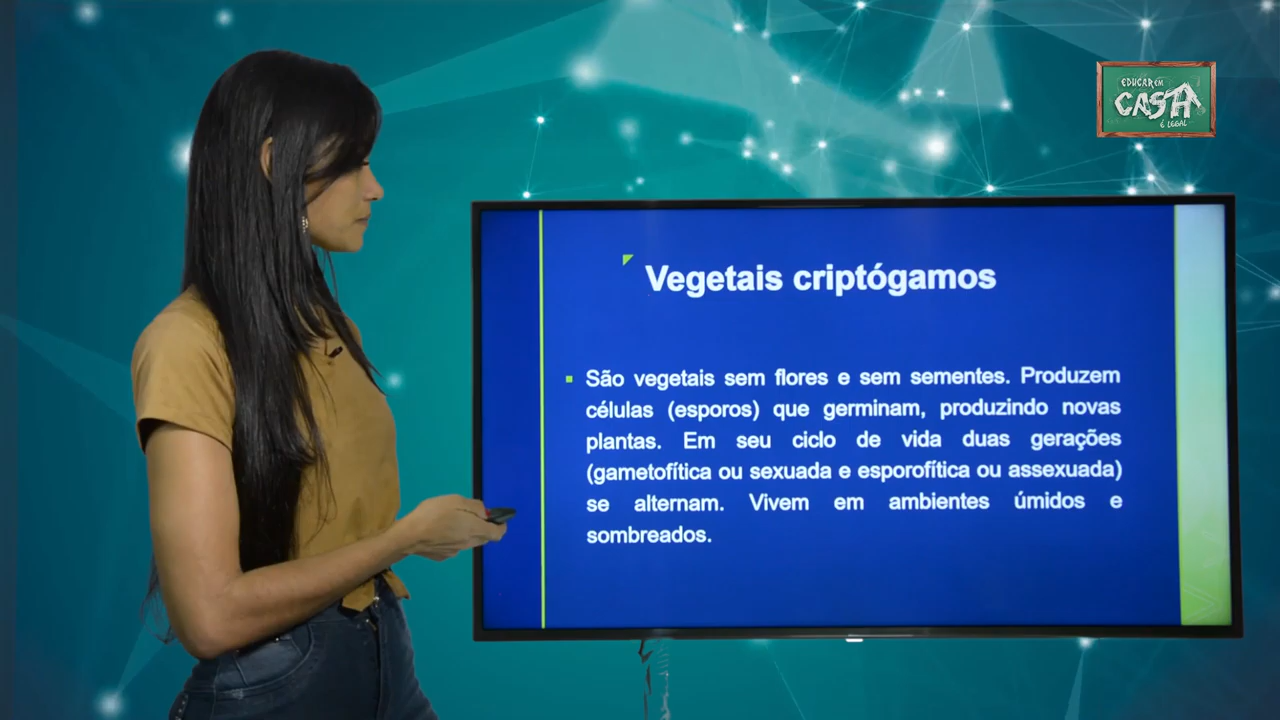 EDUCAR EM
CASA
É LEGAL
Vegetais criptógamos
São vegetais sem flores e sem sementes. Produzem
células (esporos) que germinam, produzindo novas
plantas. Em seu ciclo de vida duas gerações
(gametofítica ou sexuada e esporofítica ou assexuada)
se alternam. Vivem em ambientes úmidos e
sombreados.